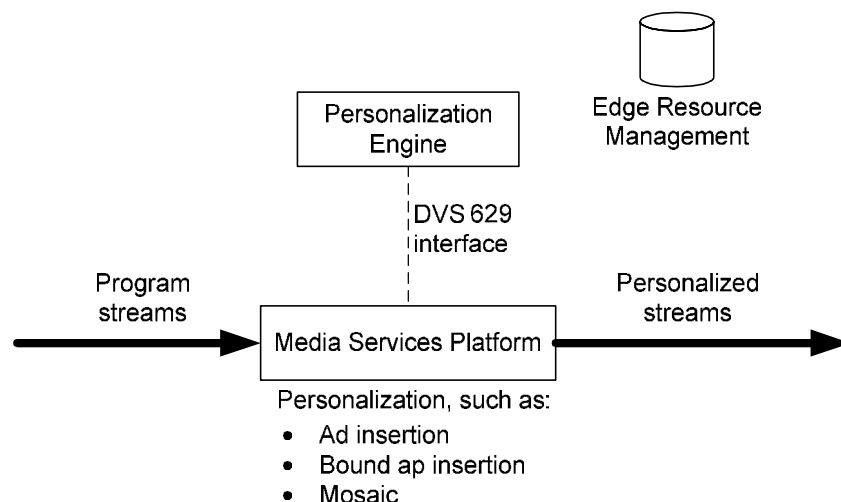 Edge Resource
Management
Personalization
Engine
DVS 629
interface
Program
streams
Personalized
streams
Media Services Platform
Personalization, such as:
• Ad insertion
• Bound ap insertion
• Mosaic